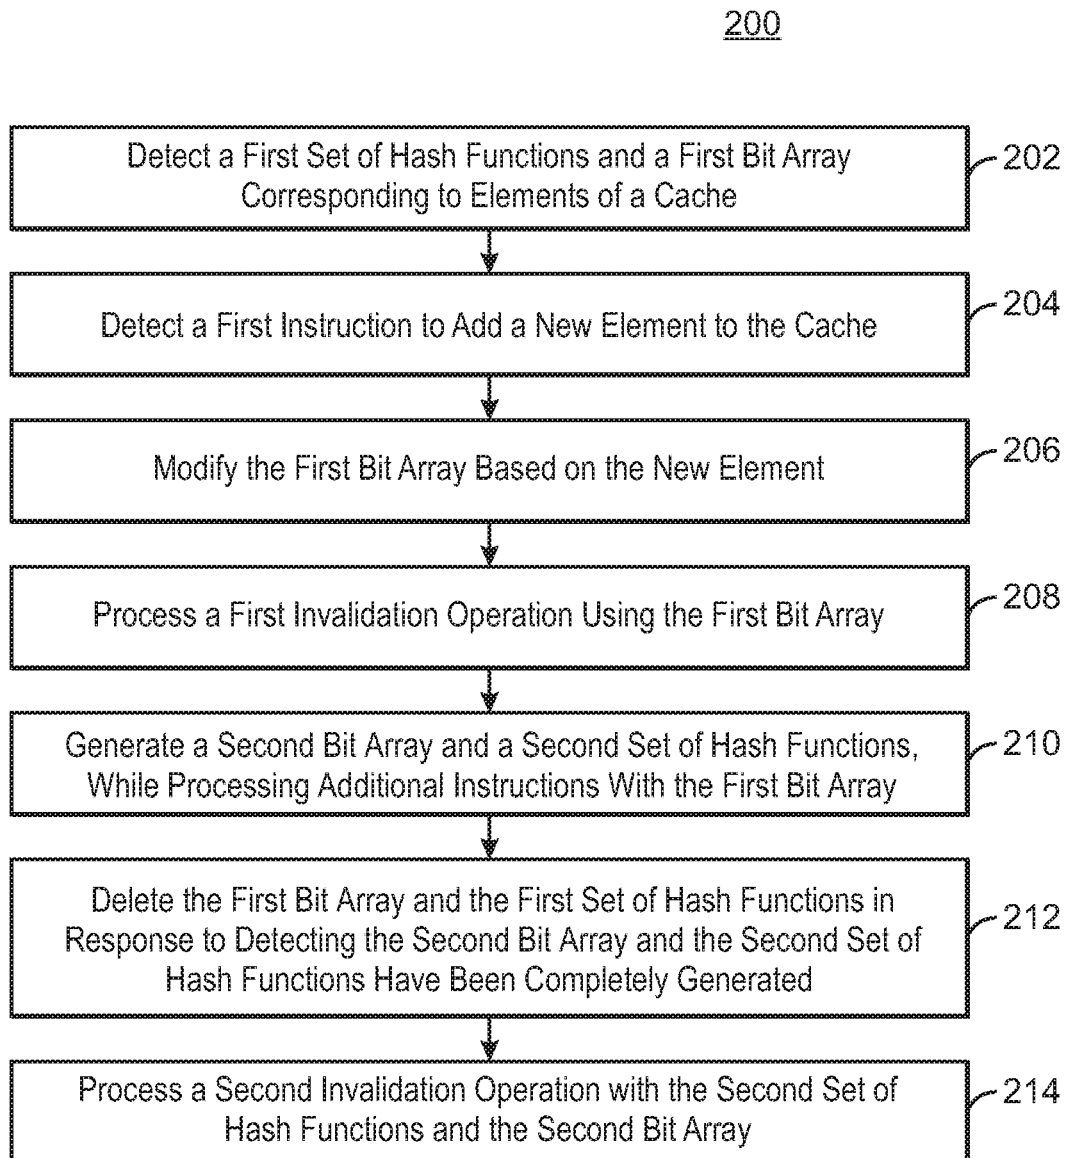 200
Detect a First Set of Hash Functions and a First Bit Array
Corresponding to Elements of a Cache
202
Detect a First Instruction to Add a New Element to the Cache
204
Modify the First Bit Array Based on the New Element
206
Process a First Invalidation Operation Using the First Bit Array
208
Generate a Second Bit Array and a Second Set of Hash Functions,
While Processing Additional Instructions With the First Bit Array
210
Delete the First Bit Array and the First Set of Hash Functions in
Response to Detecting the Second Bit Array and the Second Set of
Hash Functions Have Been Completely Generated
212
Process a Second Invalidation Operation with the Second Set of
Hash Functions and the Second Bit Array
214